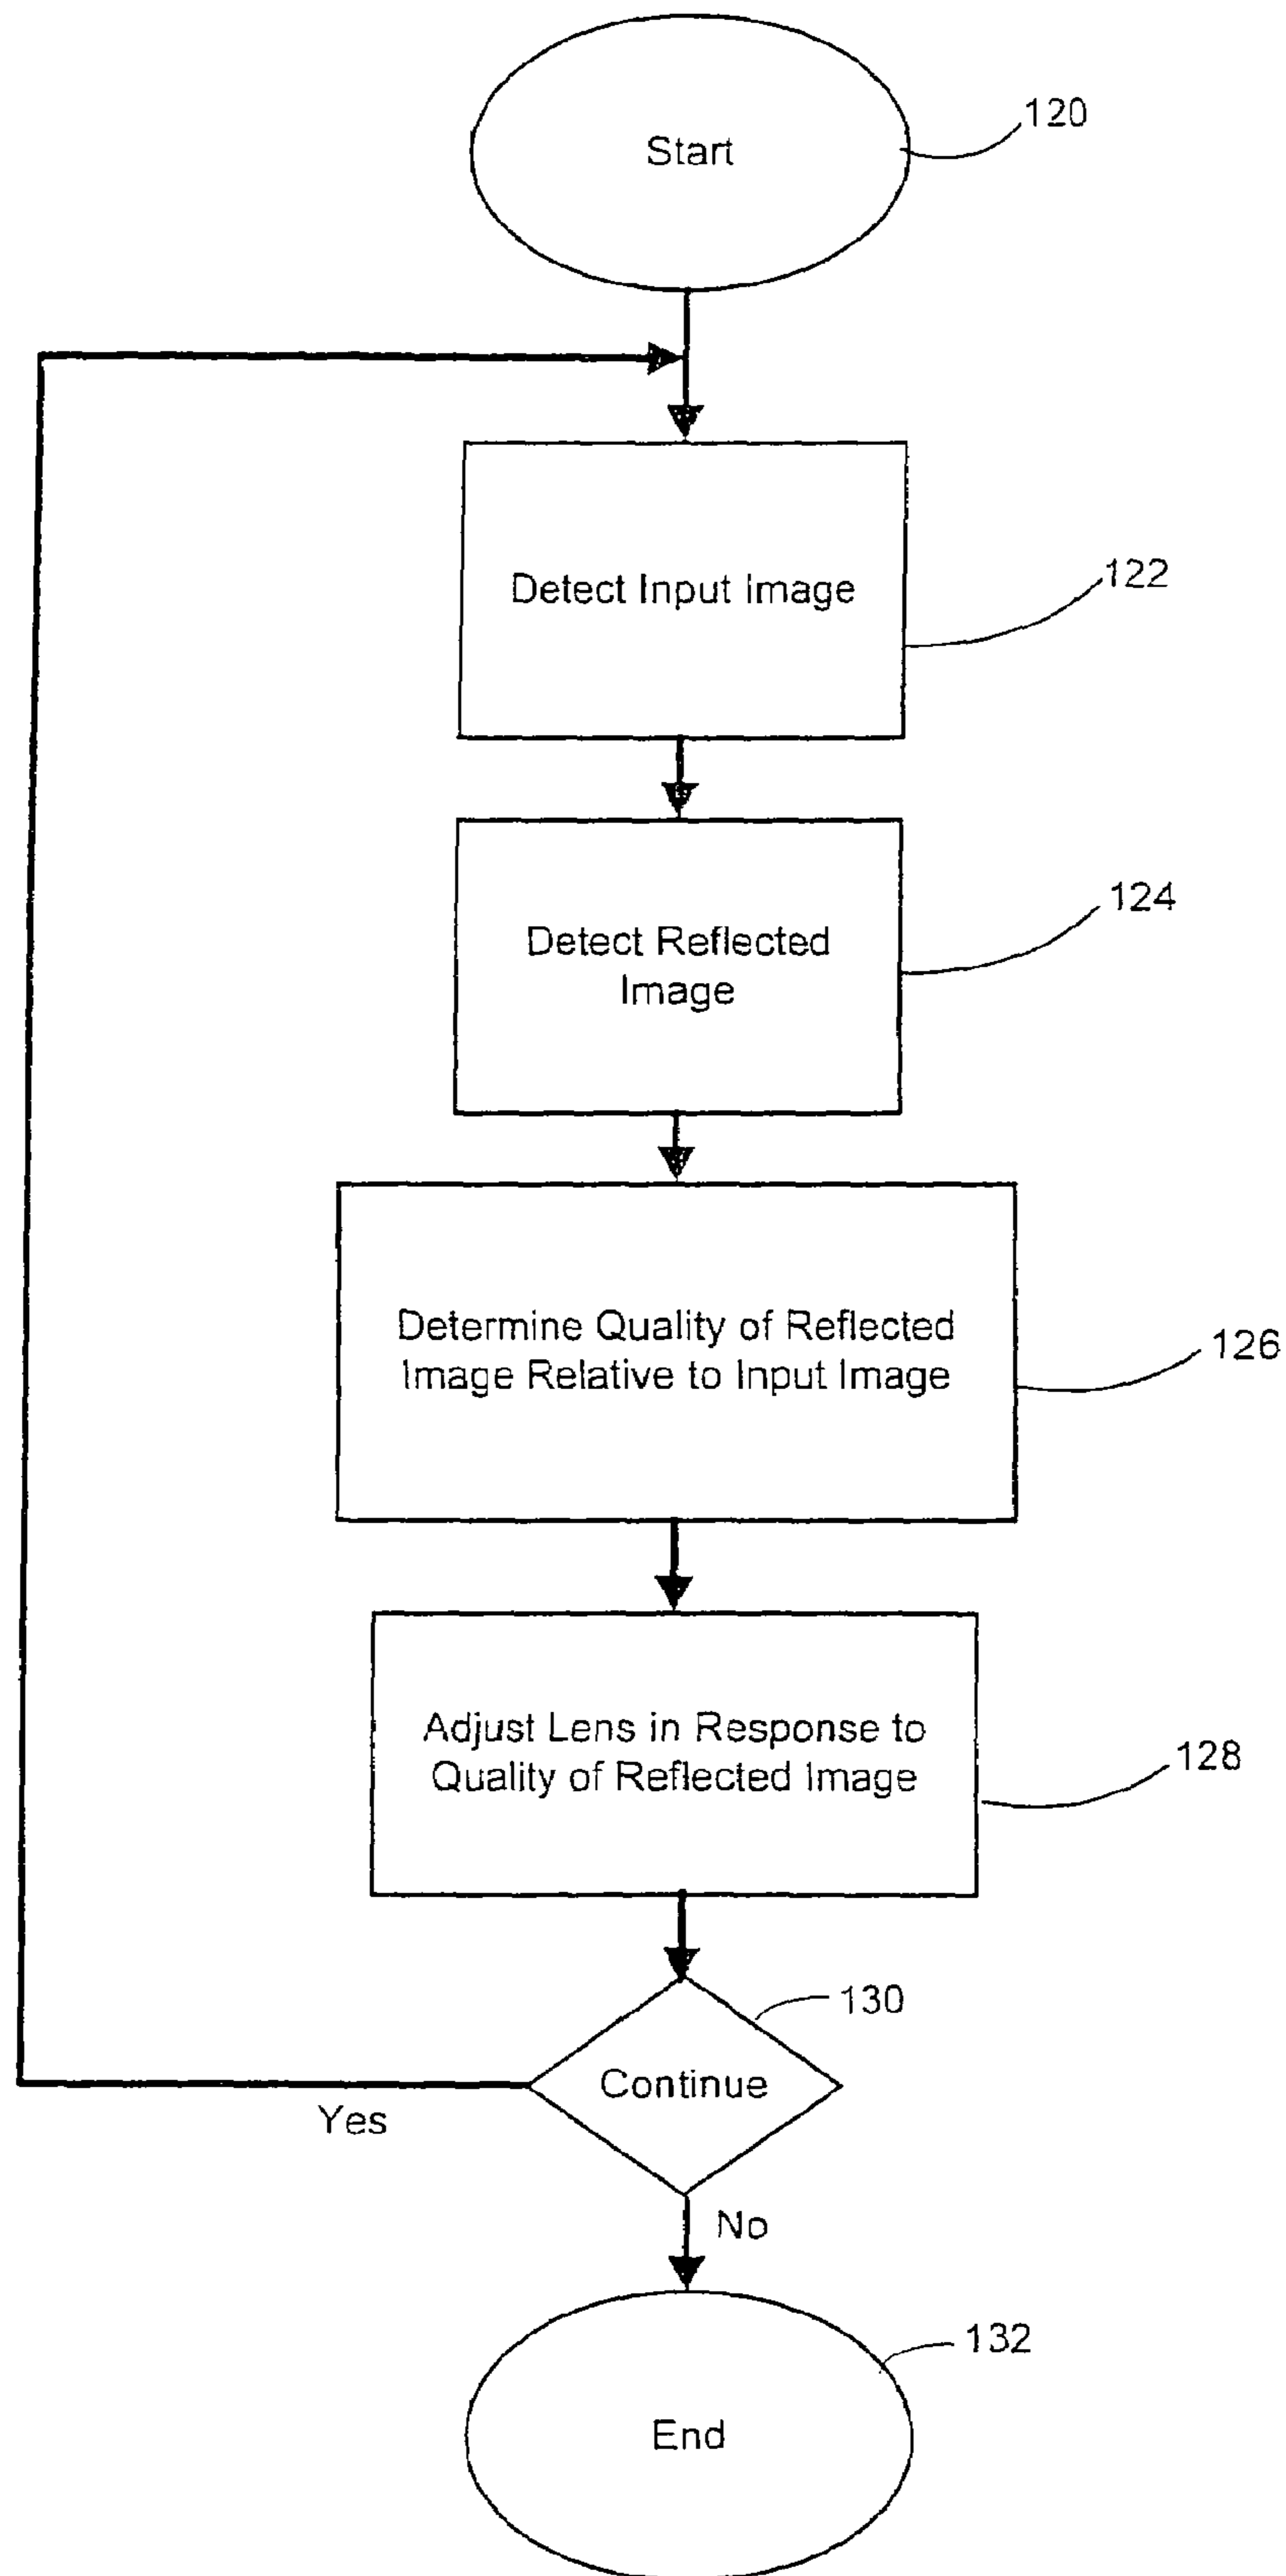 Start
120
Detect Input Image
122
Detect Reflected
Image
124
Determine Quality of Reflected
Image Relative to Input Image
126
Adjust Lens in Response to
Quality of Reflected Image
128
130
Continue
Yes
No
132
End